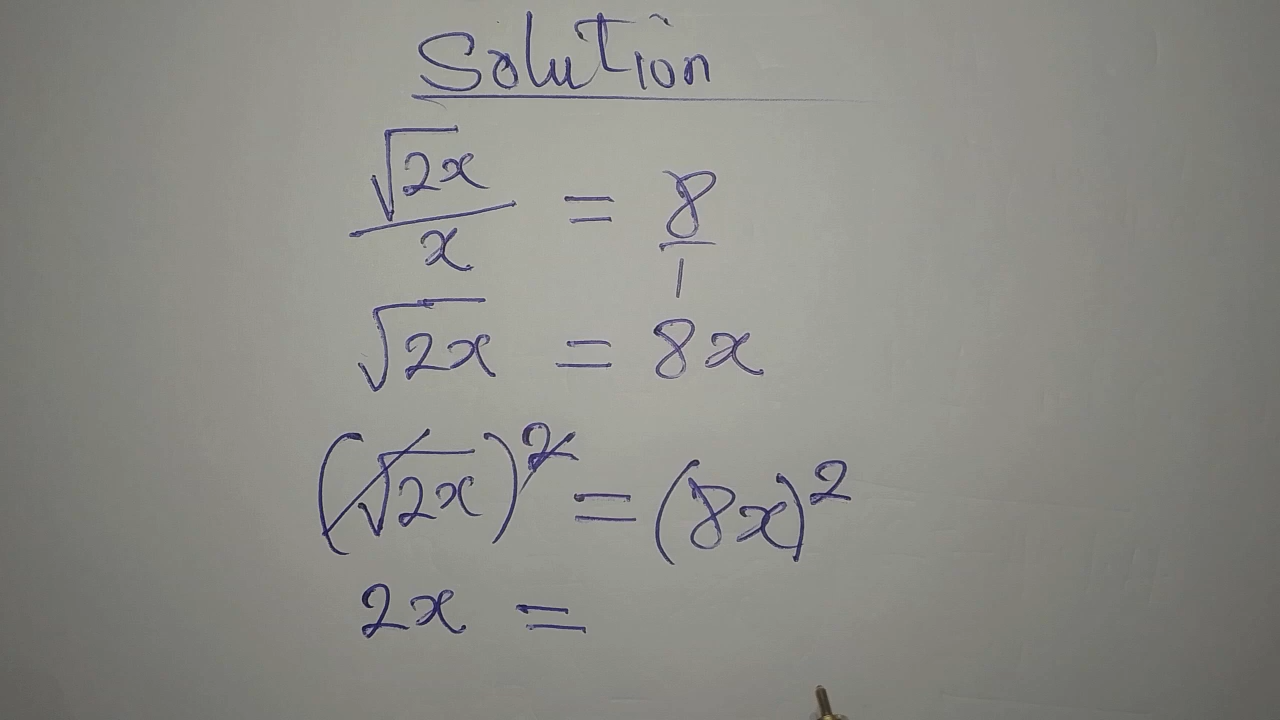 Solution
√2x/x = 8/1
√2x = 8x
(√2x)² = (8x)²
2x =